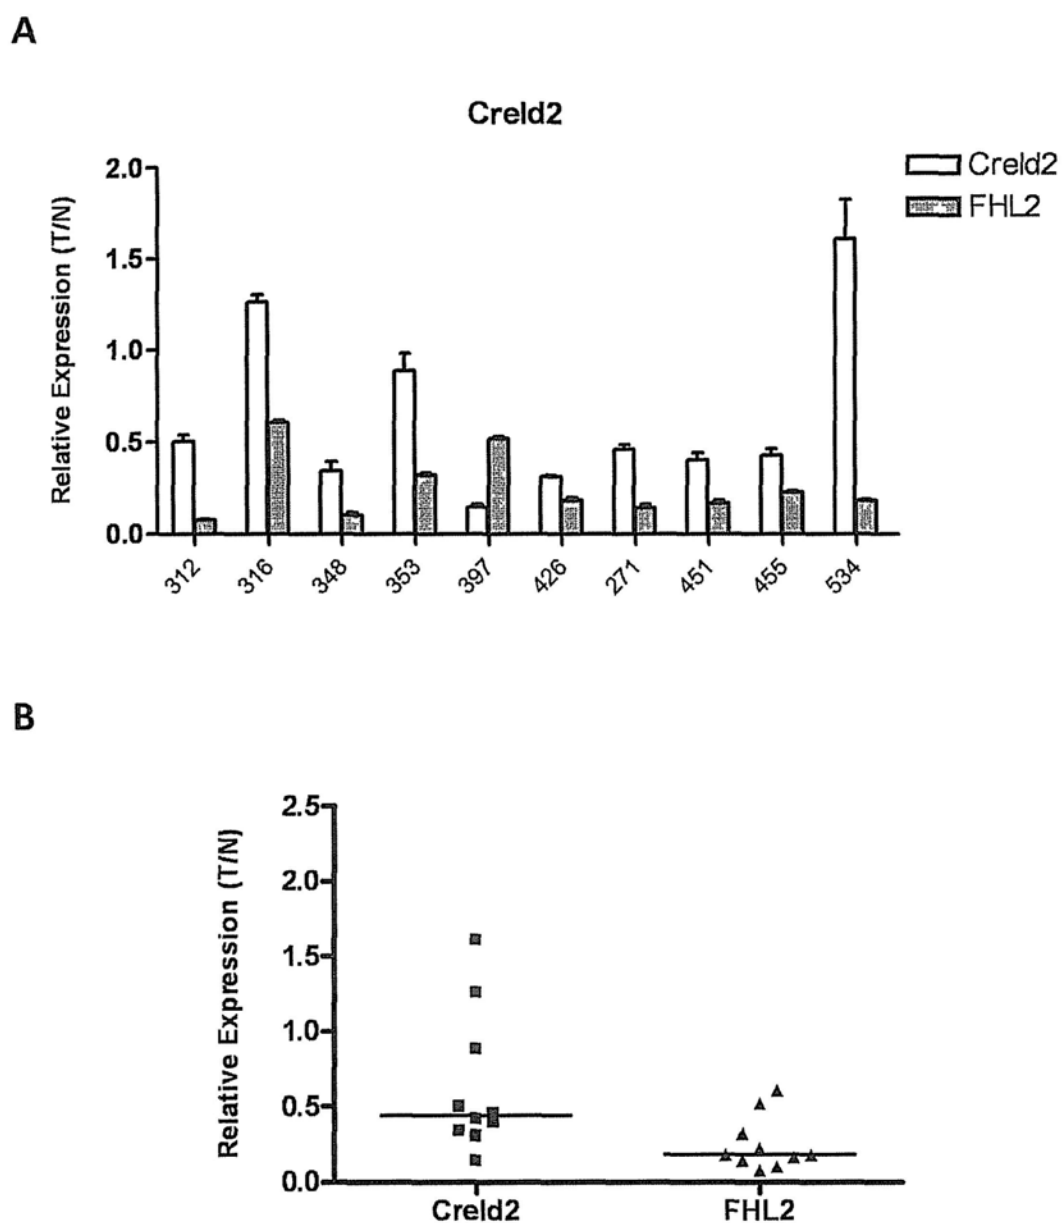 A
Creld2
Creld2
FHL2
Relative Expression (T/N)
2.0
1.5
1.0
0.5
0.0
312 316 348 353 397 426 271 451 455 534
B
Relative Expression (T/N)
2.5
2.0
1.5
1.0
0.5
0.0
Creld2 FHL2